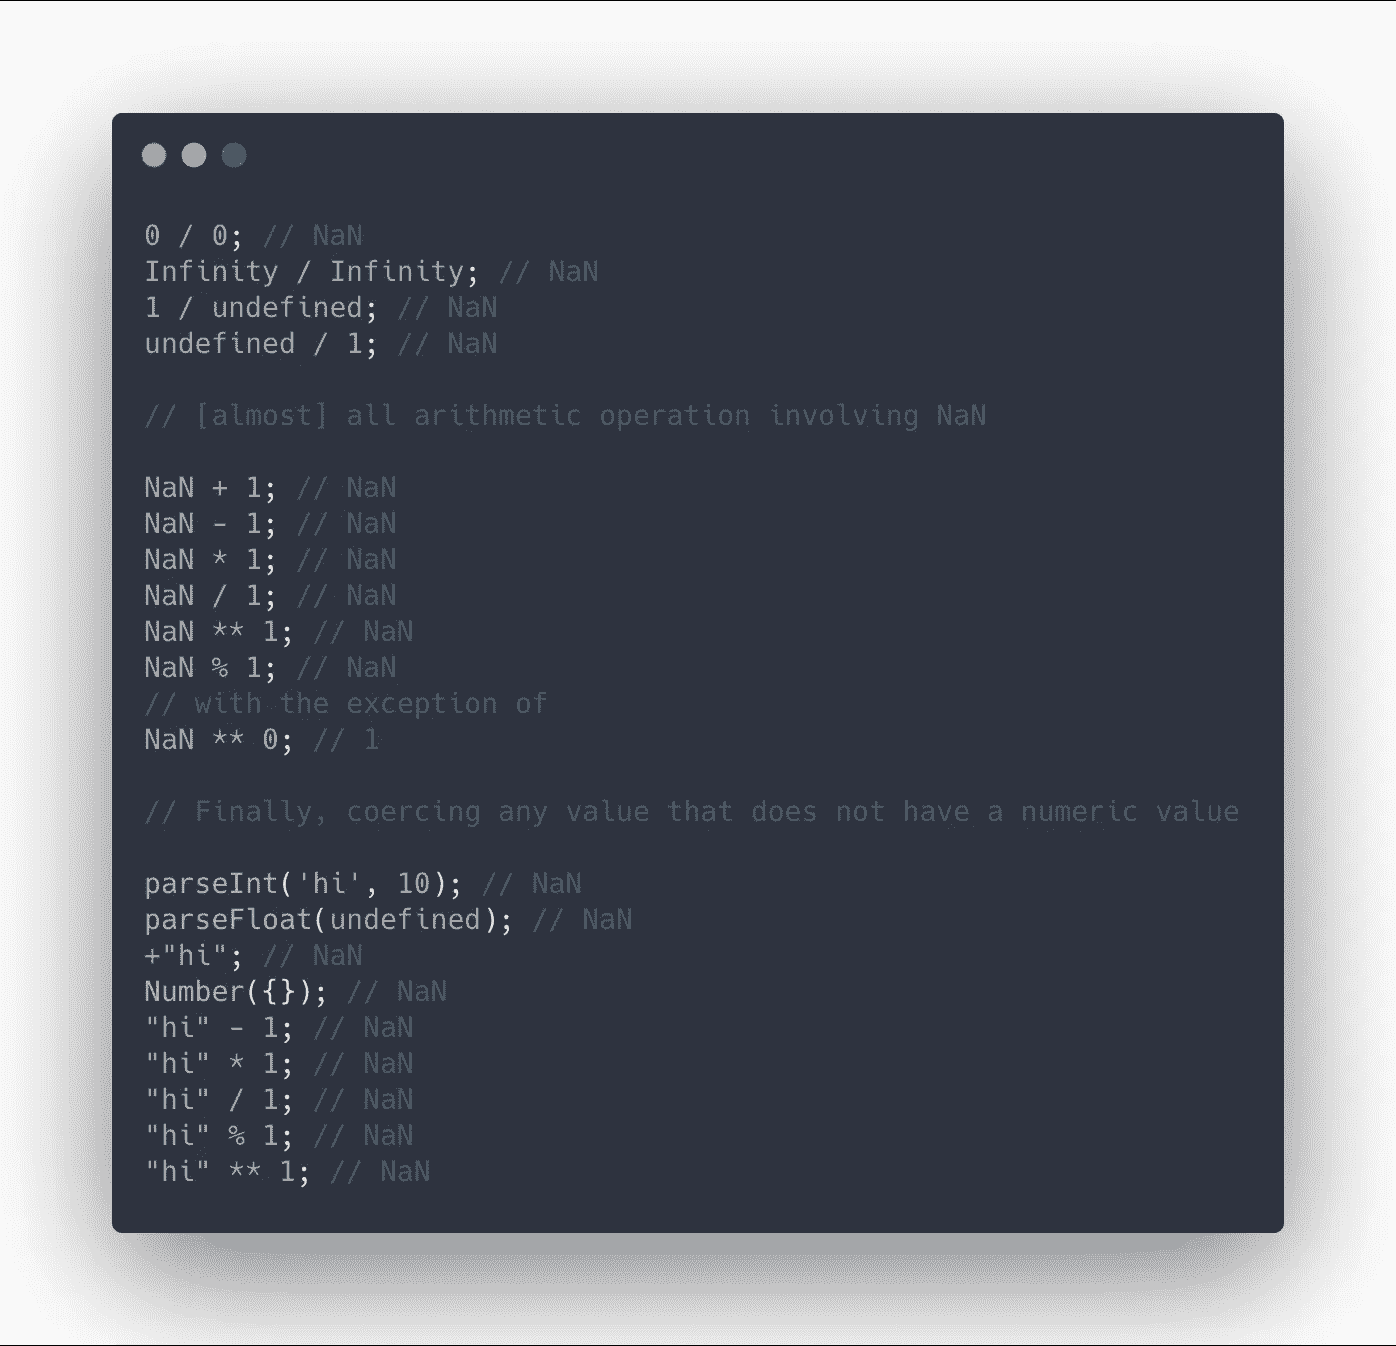 0 / 0; // NaN
Infinity / Infinity; // NaN
1 / undefined; // NaN
undefined / 1; // NaN
// [almost] all arithmetic operation involving NaN
NaN + 1; // NaN
NaN - 1; // NaN
NaN * 1; // NaN
NaN / 1; // NaN
NaN ** 1; // NaN
NaN % 1; // NaN
// with the exception of
NaN ** 0; // 1
// Finally, coercing any value that does not have a numeric value
parseInt('hi', 10); // NaN
parseFloat(undefined); // NaN
+"hi"; // NaN
Number({}); // NaN
"hi" - 1; // NaN
"hi" * 1; // NaN
"hi" / 1; // NaN
"hi" % 1; // NaN
"hi" ** 1; // NaN